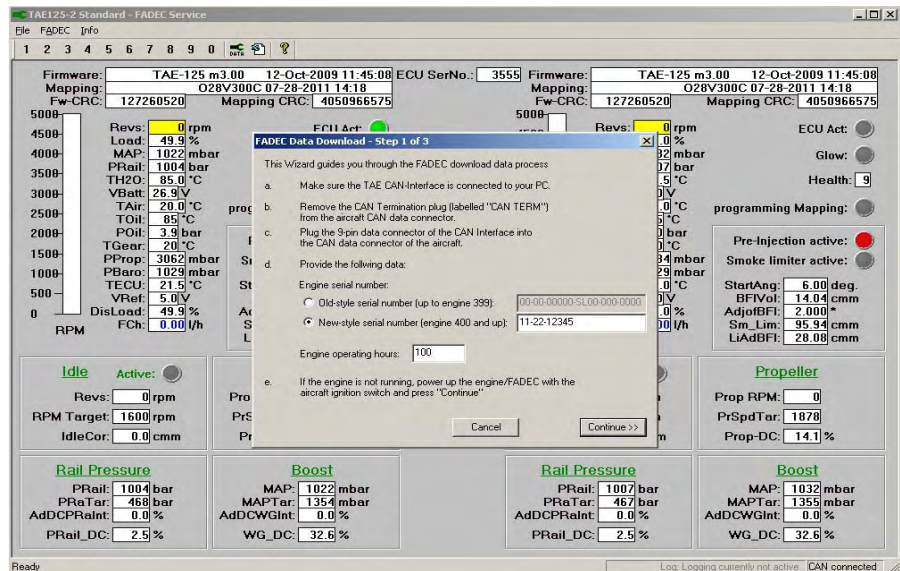 TAE125-2 Standard - FADEC Service
File FADEC Info
1 2 3 4 5 6 7 8 9 0 DATA ?
Firmware: TAE-125 m3.00 12-Oct-2009 11:45:08 ECU SerNo.: 3555 Firmware: TAE-125 m3.00 12-Oct-2009 11:45:08
Mapping: O28V300C 07-28-2011 14:18 Mapping: O28V300C 07-28-2011 14:18
Fw-CRC: 127260520 Mapping CRC: 4050966575 Fw-CRC: 127260520 Mapping CRC: 4050966575
5000
4500
4000
3500
3000
2500
2000
1500
1000
500
0
RPM
Revs: 0 rpm
Load: 49.9 %
MAP: 1022 mbar
PRail: 1004 bar
TH2O: 85.0 °C
VBatt: 26.9 V
TAir: 20.0 °C
TOil: 85 °C
POil: 3.9 bar
TGear: 20 °C
PProp: 3062 mbar
PBaro: 1029 mbar
TECU: 21.5 °C
VRef: 5.0 V
DisLoad: 49.9 %
FCh: 0.00 l/h
ECU Act:
FADEC Data Download - Step 1 of 3
This Wizard guides you through the FADEC download data process
a. Make sure the TAE CAN-Interface is connected to your PC.
b. Remove the CAN Termination plug (labelled "CAN TERM")
from the aircraft CAN data connector.
c. Plug the 9-pin data connector of the CAN Interface into
the CAN data connector of the aircraft.
d. Provide the follwing data:
Engine serial number:
Old-style serial number (up to engine 399): 00-00-00000-SL00-000-0000
New-style serial number (engine 400 and up): 11-22-12345
Engine operating hours: 100
e. If the engine is not running, power up the engine/FADEC with the
aircraft ignition switch and press "Continue"
Cancel Continue >>
5000
Revs: 0 rpm
mbar
bar
°C
V
°C
°C
bar
°C
mbar
mbar
°C
V
%
l/h
ECU Act:
Glow:
Health: 9
programming Mapping:
Pre-Injection active:
Smoke limiter active:
StartAng: 6.00 deg.
BFIVol: 14.04 cmm
AdjofBFI: 2.000 °
Sm_Lim: 95.94 cmm
LiAdBFI: 28.08 cmm
Idle Active:
Revs: 0 rpm
RPM Target: 1600 rpm
IdleCor: 0.0 cmm
Propeller
Prop RPM: 0
PrSpdTar: 1878
Prop-DC: 14.1 %
Rail Pressure
PRail: 1004 bar
PRaTar: 468 bar
AdDCPRaInt: 0.0 %
PRail_DC: 2.5 %
Boost
MAP: 1022 mbar
MAPTar: 1354 mbar
AdDCWGInt: 0.0 %
WG_DC: 32.6 %
Rail Pressure
PRail: 1007 bar
PRaTar: 467 bar
AdDCPRaInt: 0.0 %
PRail_DC: 2.5 %
Boost
MAP: 1032 mbar
MAPTar: 1355 mbar
AdDCWGInt: 0.0 %
WG_DC: 32.6 %
Ready Log: Logging currently not active CAN connected